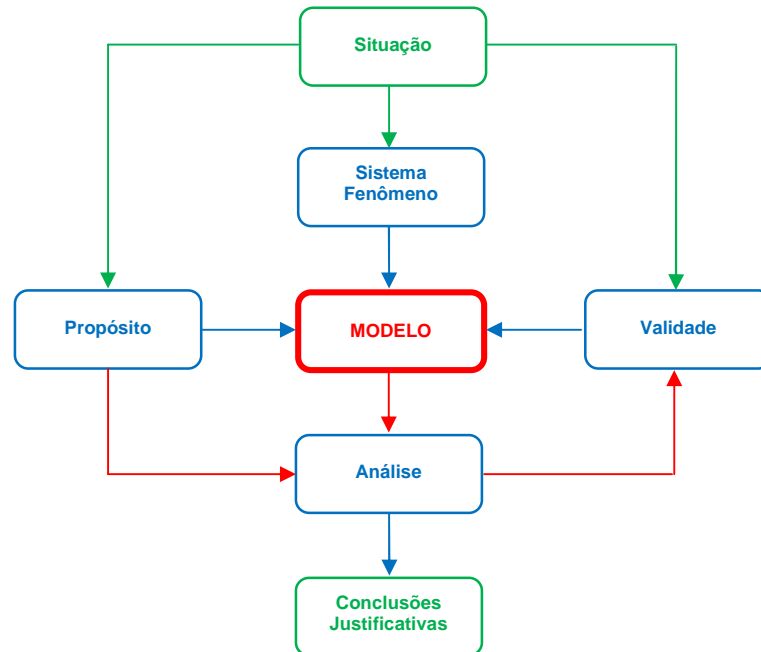 Situação
Sistema
Fenômeno
Propósito
MODELO
Validade
Análise
Conclusões
Justificativas